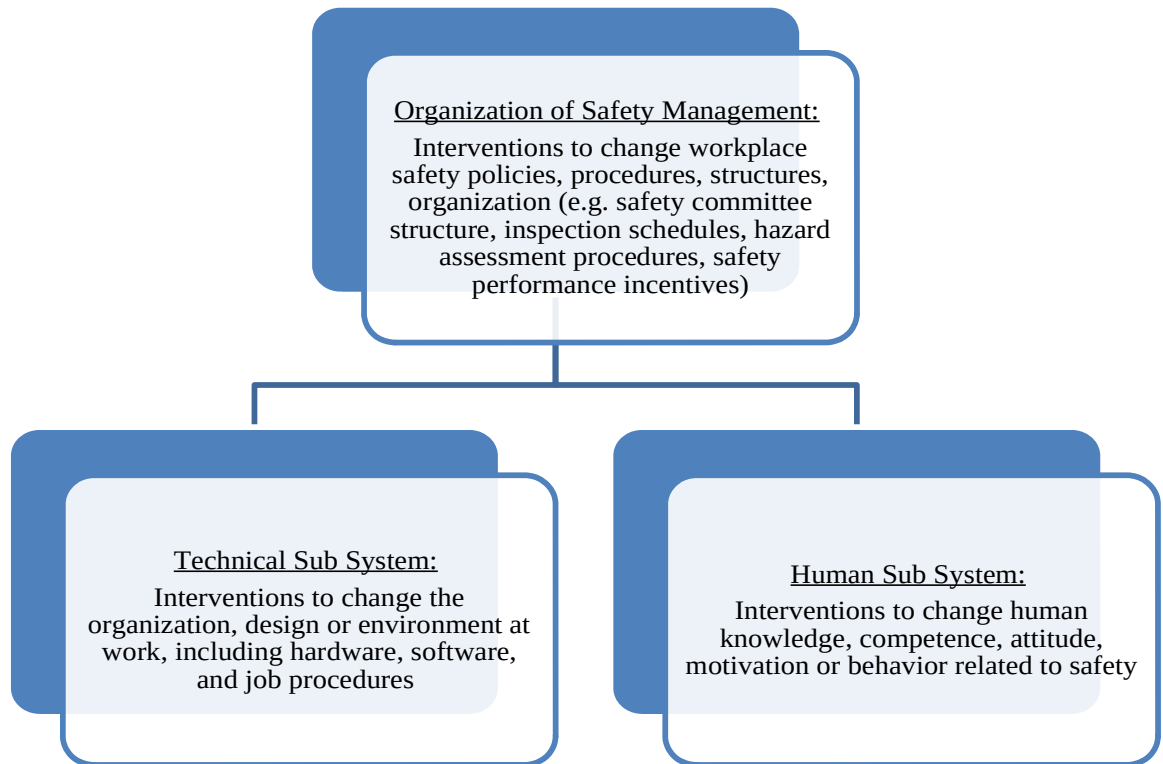 Organization of Safety Management:
Interventions to change workplace
safety policies, procedures, structures,
organization (e.g. safety committee
structure, inspection schedules, hazard
assessment procedures, safety
performance incentives)
Technical Sub System:
Interventions to change the
organization, design or environment at
work, including hardware, software,
and job procedures
Human Sub System:
Interventions to change human
knowledge, competence, attitude,
motivation or behavior related to safety